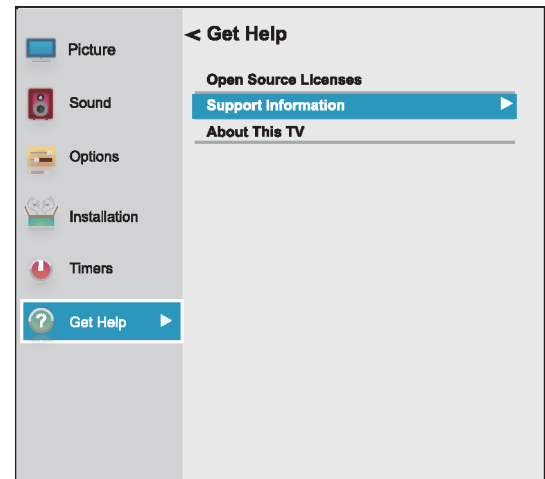 Picture
Sound
Options
Installation
Timers
Get Help
< Get Help
Open Source Licenses
Support Information
About This TV